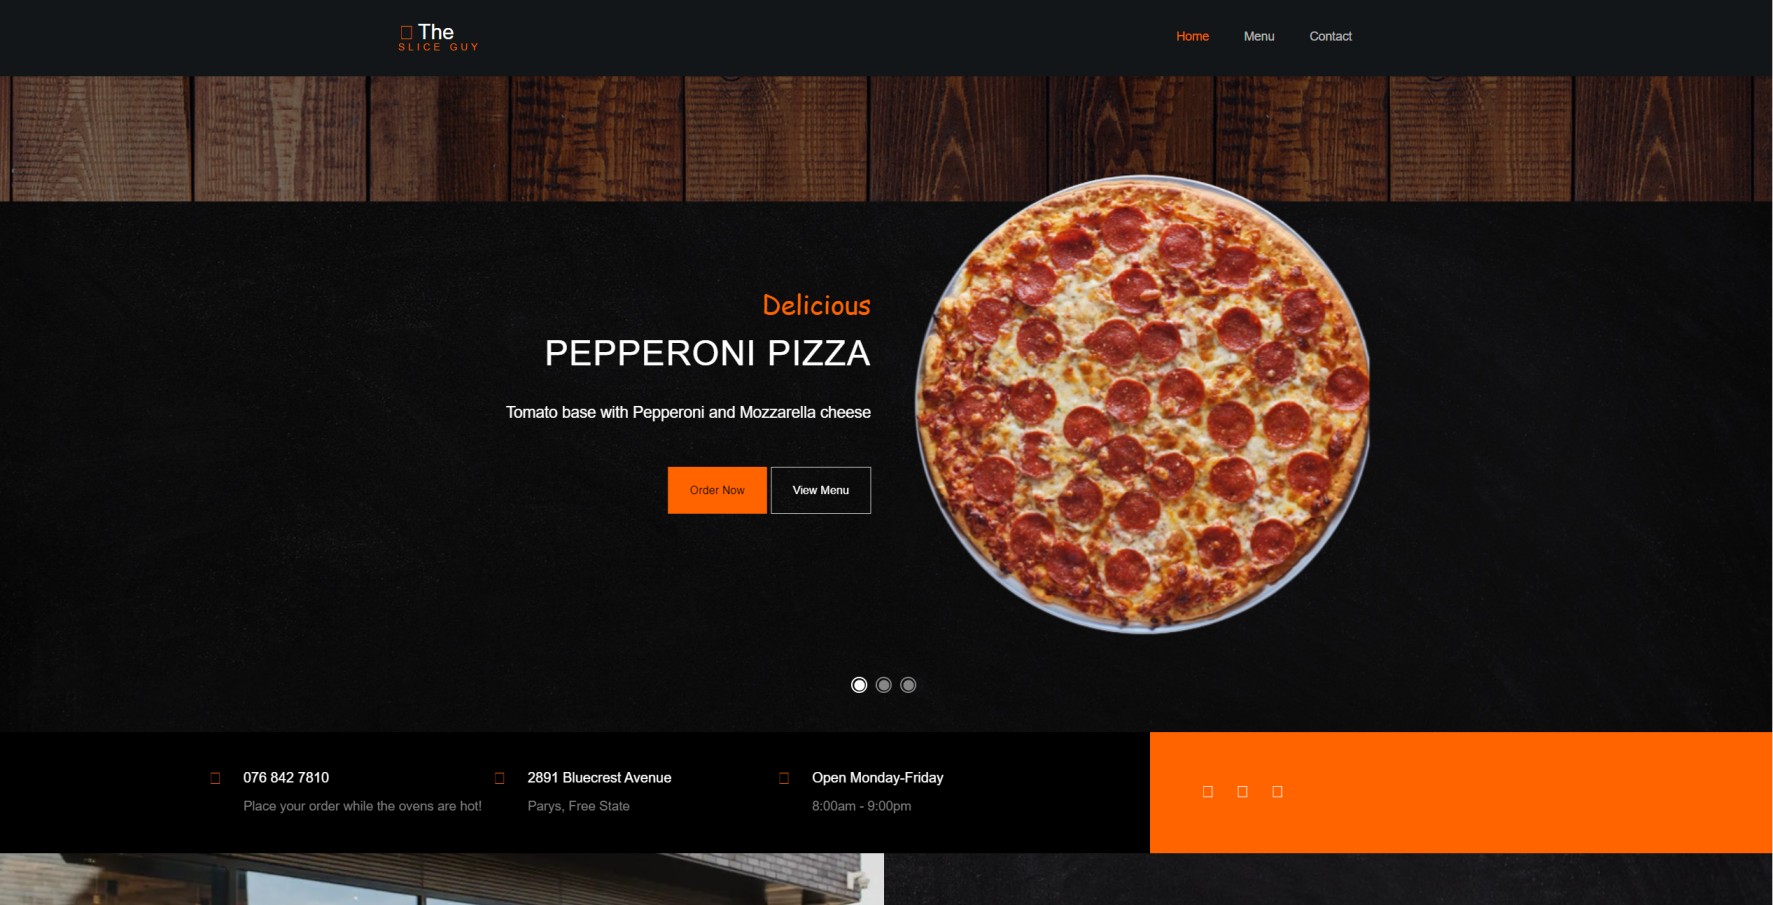 The
SLICE GUY
Home
Menu
Contact
Delicious
PEPPERONI PIZZA
Tomato base with Pepperoni and Mozzarella cheese
Order Now
View Menu
076 842 7810
Place your order while the ovens are hot!
2891 Bluecrest Avenue
Parys, Free State
Open Monday-Friday
8:00am - 9:00pm